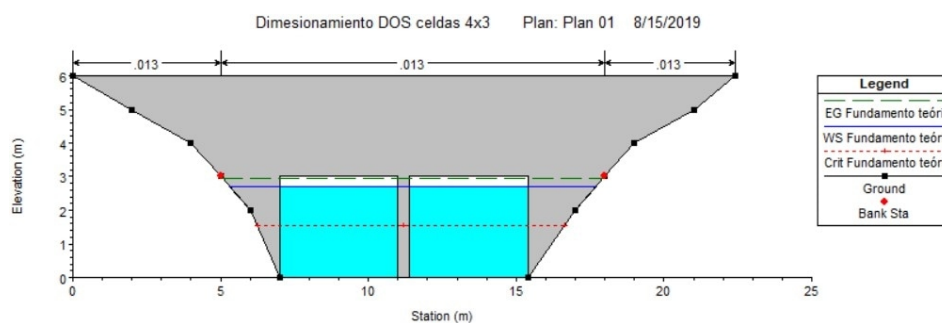 Dimesionamiento DOS celdas 4x3 Plan: Plan 01 8/15/2019
.013 .013 .013
Legend
EG Fundamento teóri
WS Fundamento teóri
Crit Fundamento teóri
Ground
Bank Sta
Elevation (m)
6
5
4
3
2
1
0
0 5 10 15 20 25
Station (m)